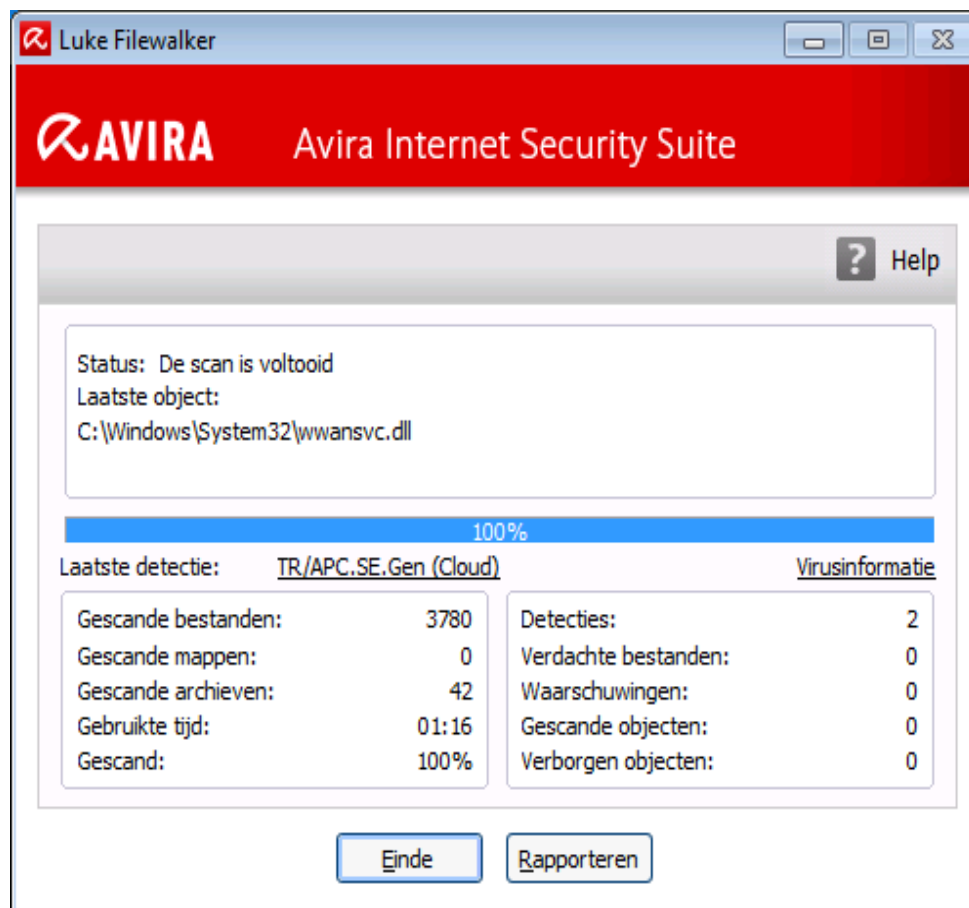 Luke Filewalker
AVIRA Avira Internet Security Suite
? Help
Status: De scan is voltooid
Laatste object:
C:\Windows\System32\wwansvc.dll
100%
Laatste detectie: TR/APC.SE.Gen (Cloud) Virusinformatie
Gescande bestanden: 3780
Gescande mappen: 0
Gescande archieven: 42
Gebruikte tijd: 01:16
Gescand: 100%
Detecties: 2
Verdachte bestanden: 0
Waarschuwingen: 0
Gescande objecten: 0
Verborgen objecten: 0
Einde Rapporteren